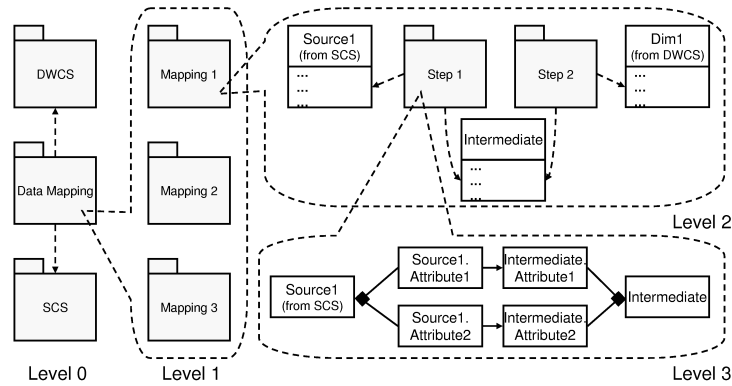 DWCS
Data Mapping
SCS
Level 0
Mapping 1
Mapping 2
Mapping 3
Level 1
Source1
(from SCS)
...
...
...
Step 1
Step 2
Dim1
(from DWCS)
...
...
...
Intermediate
...
...
...
Level 2
Source1
(from SCS)
Source1.
Attribute1
Intermediate.
Attribute1
Source1.
Attribute2
Intermediate.
Attribute2
Intermediate
Level 3